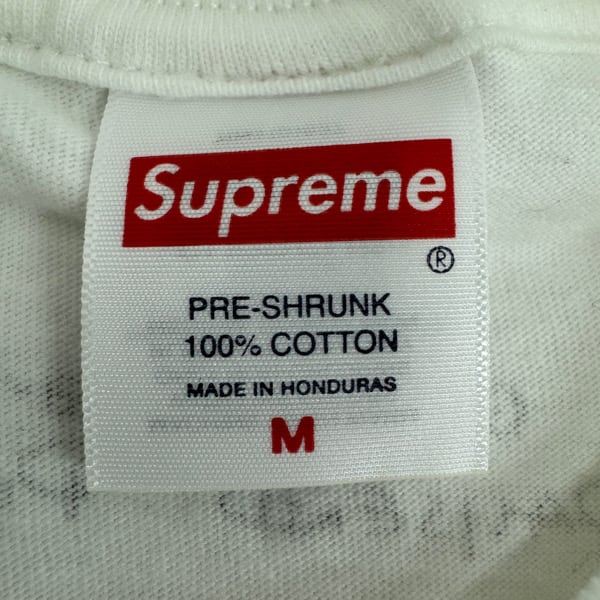 Supreme
®
PRE-SHRUNK
100% COTTON
MADE IN HONDURAS
M